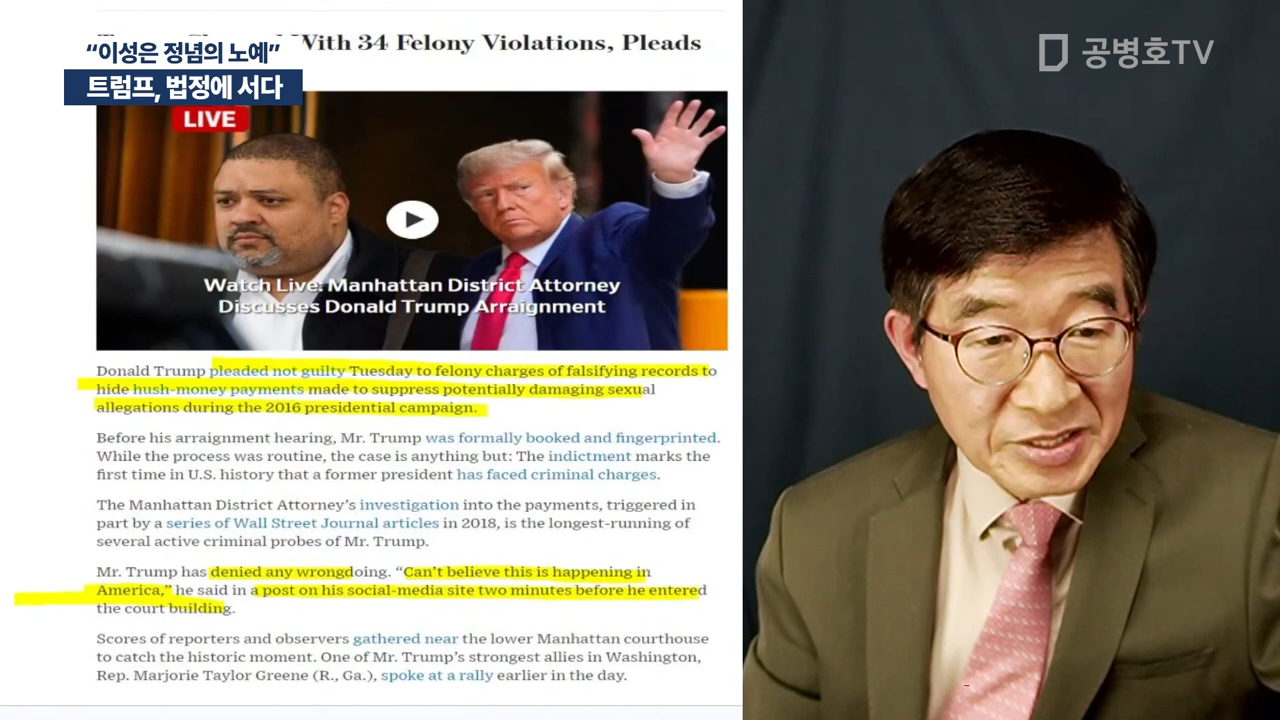 With 34 Felony Violations, Pleads
“이성은 정념의 노예”
트럼프, 법정에 서다
공병호TV
LIVE
Watch Live: Manhattan District Attorney
Discusses Donald Trump Arraignment
Donald Trump pleaded not guilty Tuesday to felony charges of falsifying records to
hide hush-money payments made to suppress potentially damaging sexual
allegations during the 2016 presidential campaign.
Before his arraignment hearing, Mr. Trump was formally booked and fingerprinted.
While the process was routine, the case is anything but: The indictment marks the
first time in U.S. history that a former president has faced criminal charges.
The Manhattan District Attorney’s investigation into the payments, triggered in
part by a series of Wall Street Journal articles in 2018, is the longest-running of
several active criminal probes of Mr. Trump.
Mr. Trump has denied any wrongdoing. “Can’t believe this is happening in
America,” he said in a post on his social-media site two minutes before he entered
the court building.
Scores of reporters and observers gathered near the lower Manhattan courthouse
to catch the historic moment. One of Mr. Trump’s strongest allies in Washington,
Rep. Marjorie Taylor Greene (R., Ga.), spoke at a rally earlier in the day.